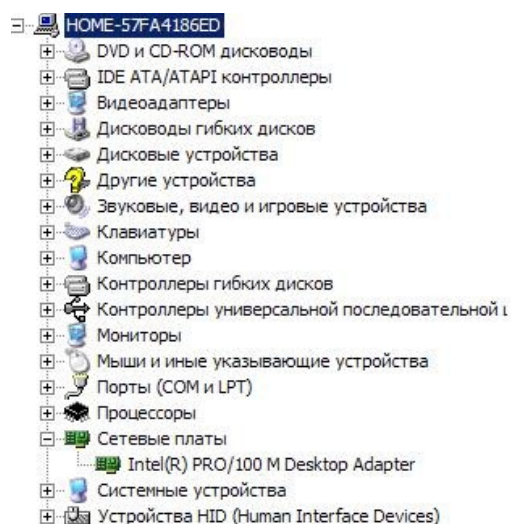 HOME-57FA4186ED
DVD и CD-ROM дисководы
IDE ATA/ATAPI контроллеры
Видеоадаптеры
Дисководы гибких дисков
Дисковые устройства
Другие устройства
Звуковые, видео и игровые устройства
Клавиатуры
Компьютер
Контроллеры гибких дисков
Контроллеры универсальной последовательной
Мониторы
Мыши и иные указывающие устройства
Порты (COM и LPT)
Процессоры
Сетевые платы
Intel(R) PRO/100 M Desktop Adapter
Системные устройства
Устройства HID (Human Interface Devices)